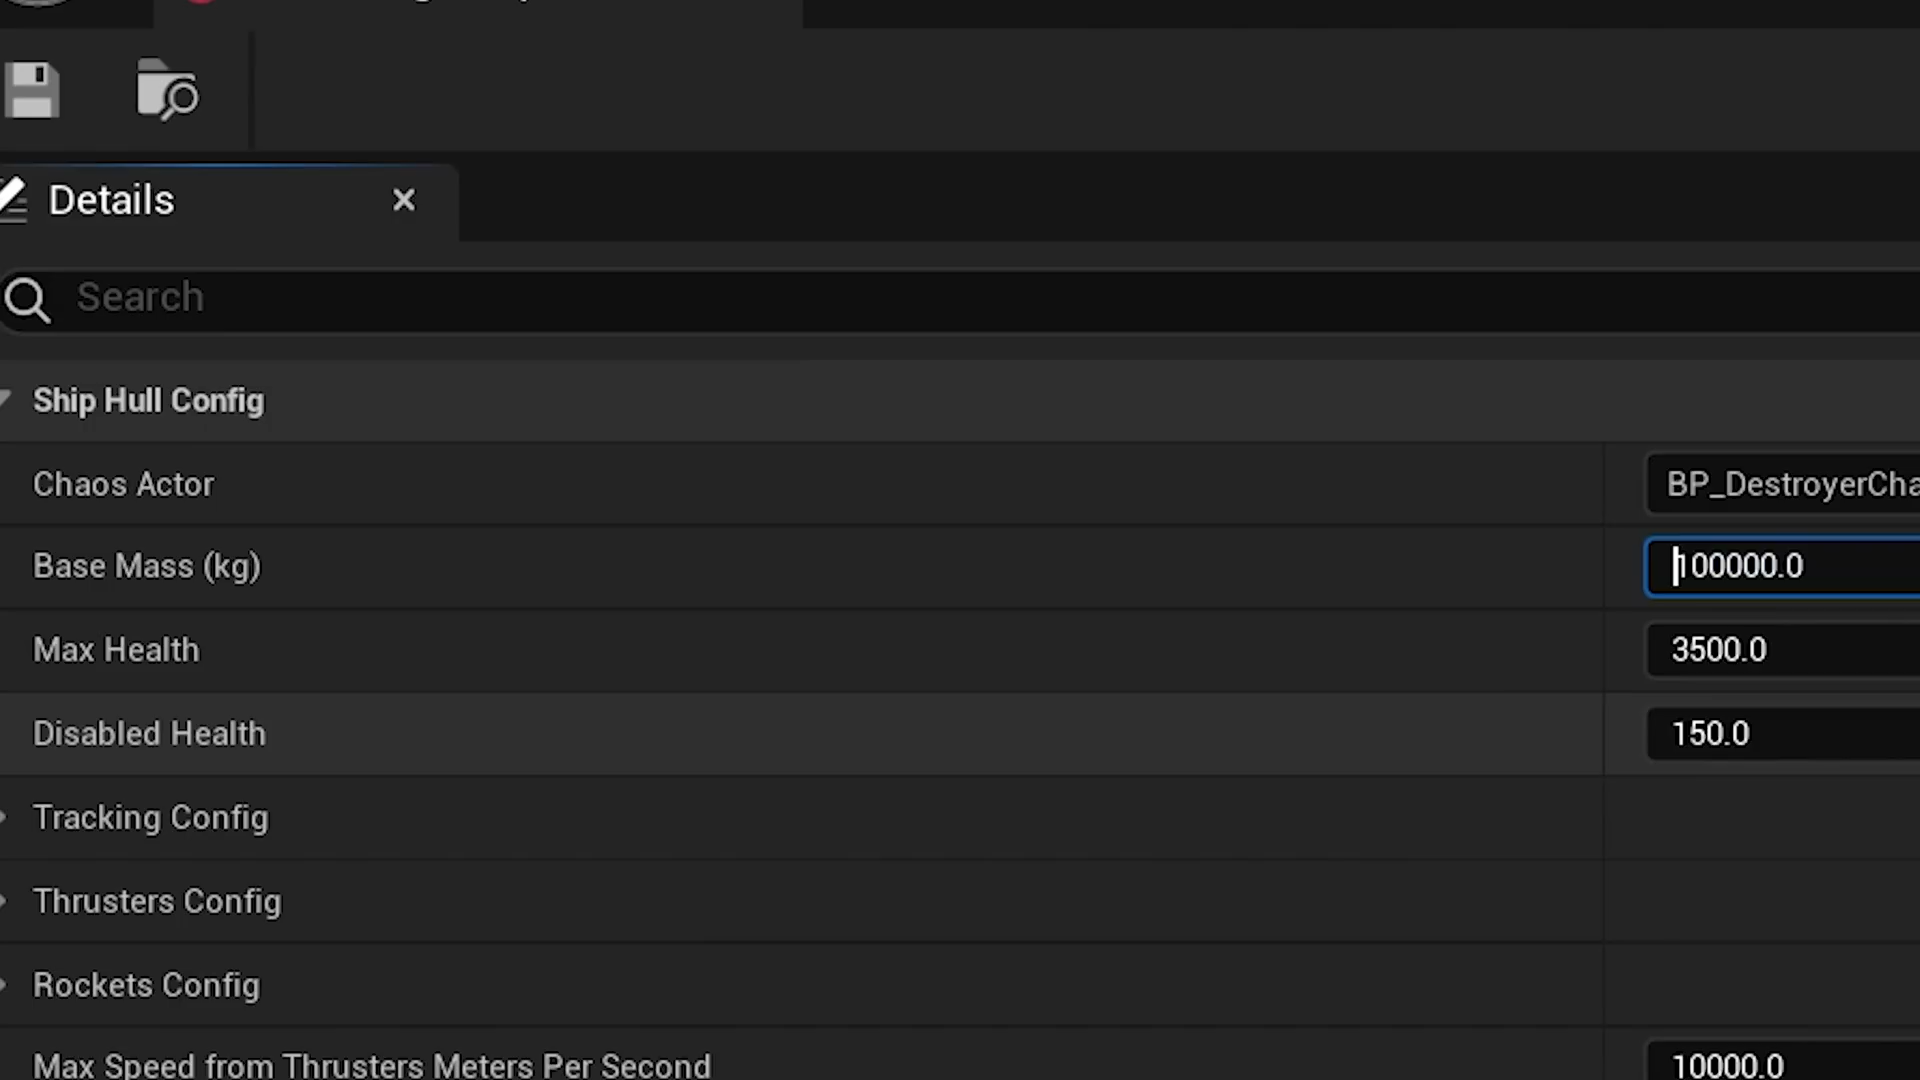 Details
Search
Ship Hull Config
Chaos Actor
BP_DestroyerCha
Base Mass (kg)
100000.0
Max Health
3500.0
Disabled Health
150.0
Tracking Config
Thrusters Config
Rockets Config
Max Speed from Thrusters Meters Per Second
10000.0